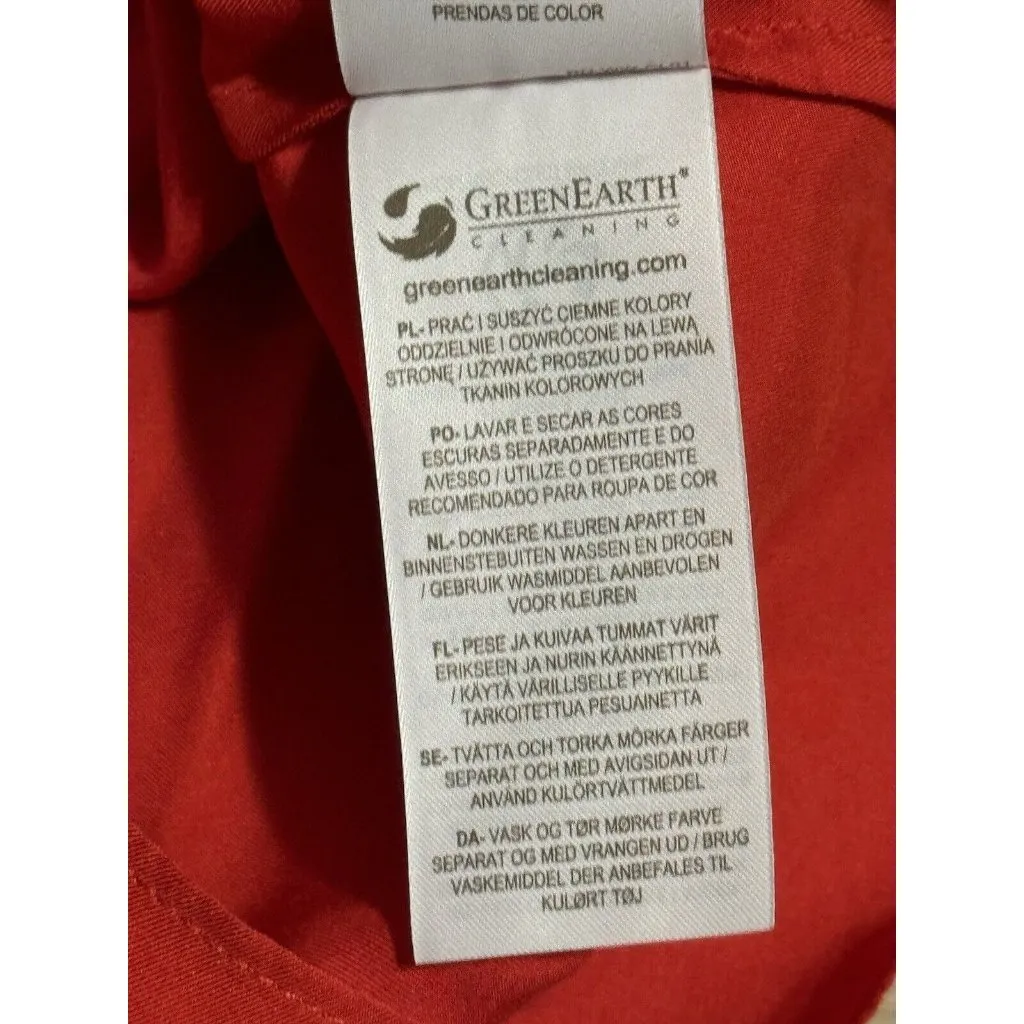 PRENDAS DE COLOR
GREENEARTH®
CLEANING
greenearthcleaning.com
PL- PRAĆ I SUSZYĆ CIEMNE KOLORY
ODDZIELNIE I ODWRÓCONE NA LEWĄ
STRONĘ / UŻYWAĆ PROSZKU DO PRANIA
TKANIN KOLOROWYCH
PO- LAVAR E SECAR AS CORES
ESCURAS SEPARADAMENTE E DO
AVESSO / UTILIZE O DETERGENTE
RECOMENDADO PARA ROUPA DE COR
NL- DONKERE KLEUREN APART EN
BINNENSTEBUITEN WASSEN EN DROGEN
/ GEBRUIK WASMIDDEL AANBEVOLEN
VOOR KLEUREN
FL- PESE JA KUIVAA TUMMAT VÄRIT
ERIKSEEN JA NURIN KÄÄNNETTYNÄ
/ KÄYTÄ VÄRILLISELLE PYYKILLE
TARKOITETTUA PESUAINETTA
SE- TVÄTTA OCH TORKA MÖRKA FÄRGER
SEPARAT OCH MED AVIGSIDAN UT /
ANVÄND KULÖRTVÄTTMEDEL
DA- VASK OG TØR MØRKE FARVE
SEPARAT OG MED VRANGEN UD / BRUG
VASKEMIDDEL DER ANBEFALES TIL
KULØRT TØJ